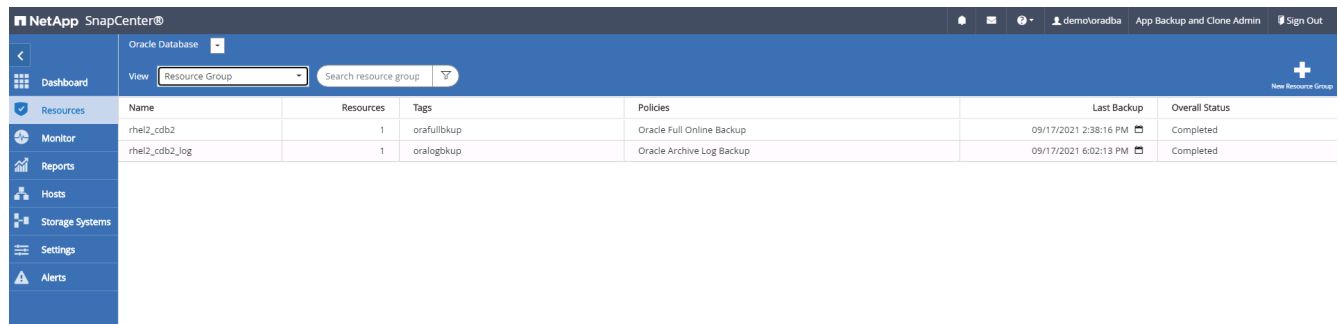 NetApp SnapCenter® demo\oradba App Backup and Clone Admin Sign Out
Oracle Database
Dashboard
View Resource Group Search resource group
New Resource Group
Resources
Name Resources Tags Policies Last Backup Overall Status
rhel2_cdb2 1 orafullbkup Oracle Full Online Backup 09/17/2021 2:38:16 PM Completed
Monitor
rhel2_cdb2_log 1 oralogbkup Oracle Archive Log Backup 09/17/2021 6:02:13 PM Completed
Reports
Hosts
Storage Systems
Settings
Alerts